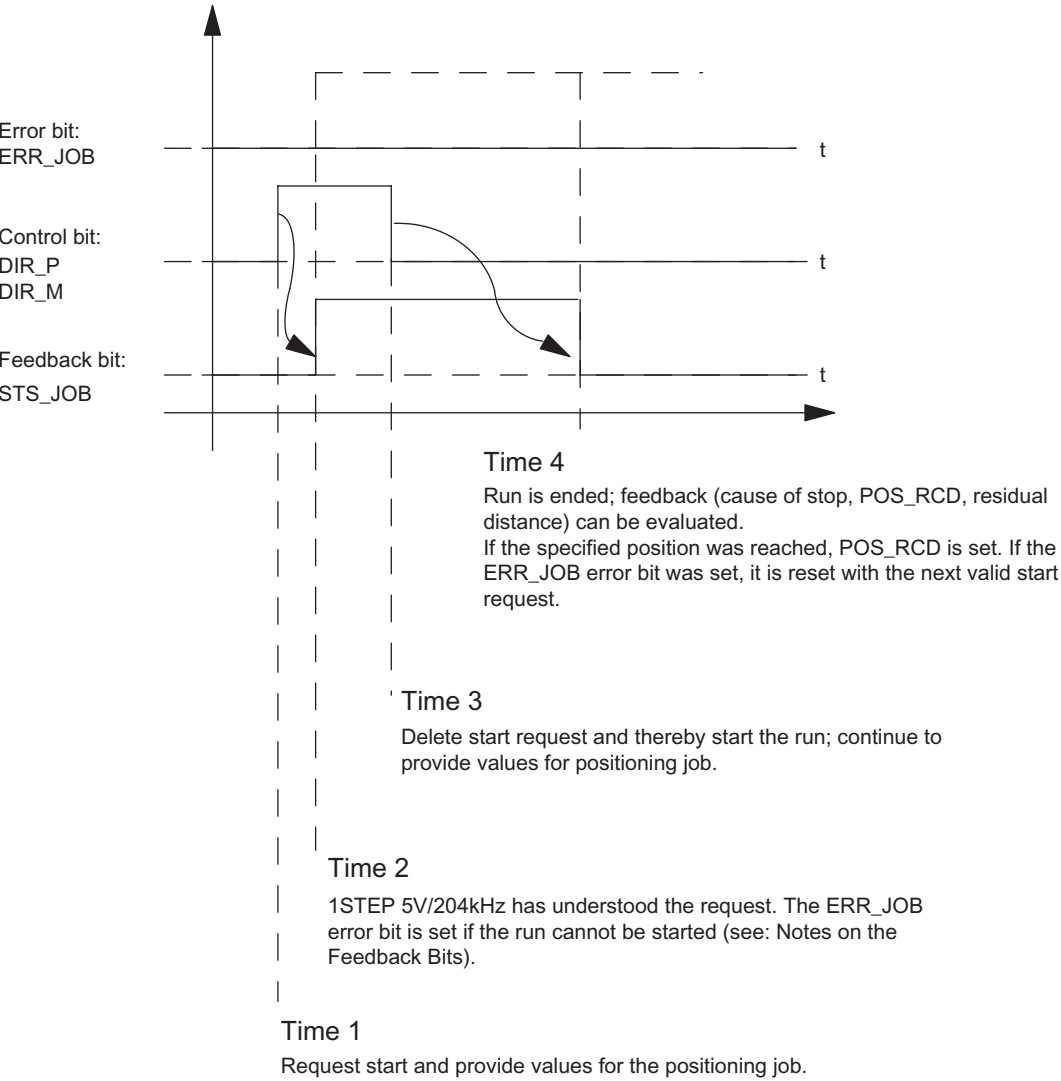 Error bit:
ERR_JOB
t
Control bit:
DIR_P
t
DIR_M
Feedback bit:
t
STS_JOB
Time 4
Run is ended; feedback (cause of stop, POS_RCD, residual
distance) can be evaluated.
If the specified position was reached, POS_RCD is set. If the
ERR_JOB error bit was set, it is reset with the next valid start
request.
Time 3
Delete start request and thereby start the run; continue to
provide values for positioning job.
Time 2
1STEP 5V/204kHz has understood the request. The ERR_JOB
error bit is set if the run cannot be started (see: Notes on the
Feedback Bits).
Time 1
Request start and provide values for the positioning job.